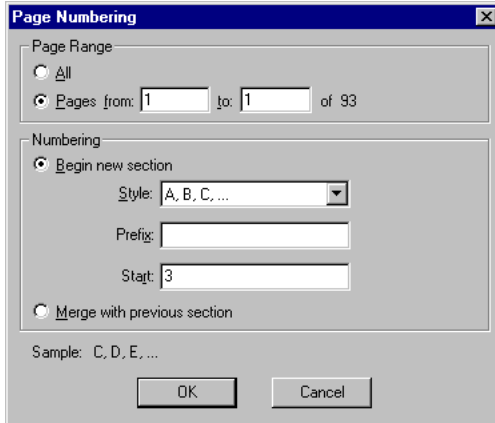 Page Numbering
Page Range
All
Pages from: 1 to: 1 of 93
Numbering
Begin new section
Style: A, B, C, ...
Prefix:
Start: 3
Merge with previous section
Sample: C, D, E, ...
OK Cancel